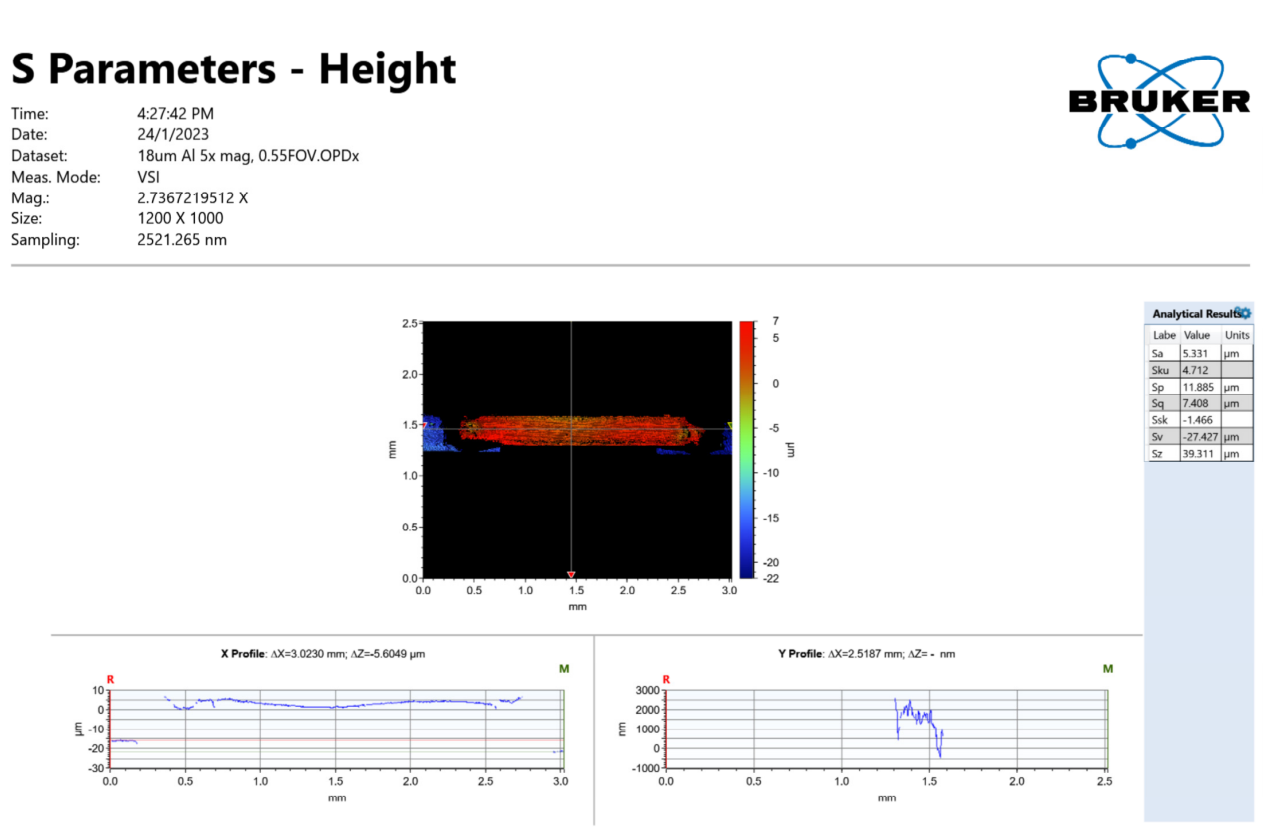 S Parameters - Height
BRUKER
Time: 4:27:42 PM
Date: 24/1/2023
Dataset: 18um Al 5x mag, 0.55FOV.OPDx
Meas. Mode: VSI
Mag.: 2.7367219512 X
Size: 1200 X 1000
Sampling: 2521.265 nm
2.5
2.0
1.5
1.0
0.5
0.0
mm
0.0 0.5 1.0 1.5 2.0 2.5 3.0
mm
7
5
0
-5
-10
-15
-20
-22
µm
Analytical Results
Labe Value Units
Sa 5.331 µm
Sku 4.712
Sp 11.885 µm
Sq 7.408 µm
Ssk -1.466
Sv -27.427 µm
Sz 39.311 µm
X Profile: ΔX=3.0230 mm; ΔZ=-5.6049 µm
R M
10
0
-10
-20
-30
µm
0.0 0.5 1.0 1.5 2.0 2.5 3.0
mm
Y Profile: ΔX=2.5187 mm; ΔZ= - nm
R M
3000
2000
1000
0
-1000
nm
0.0 0.5 1.0 1.5 2.0 2.5
mm